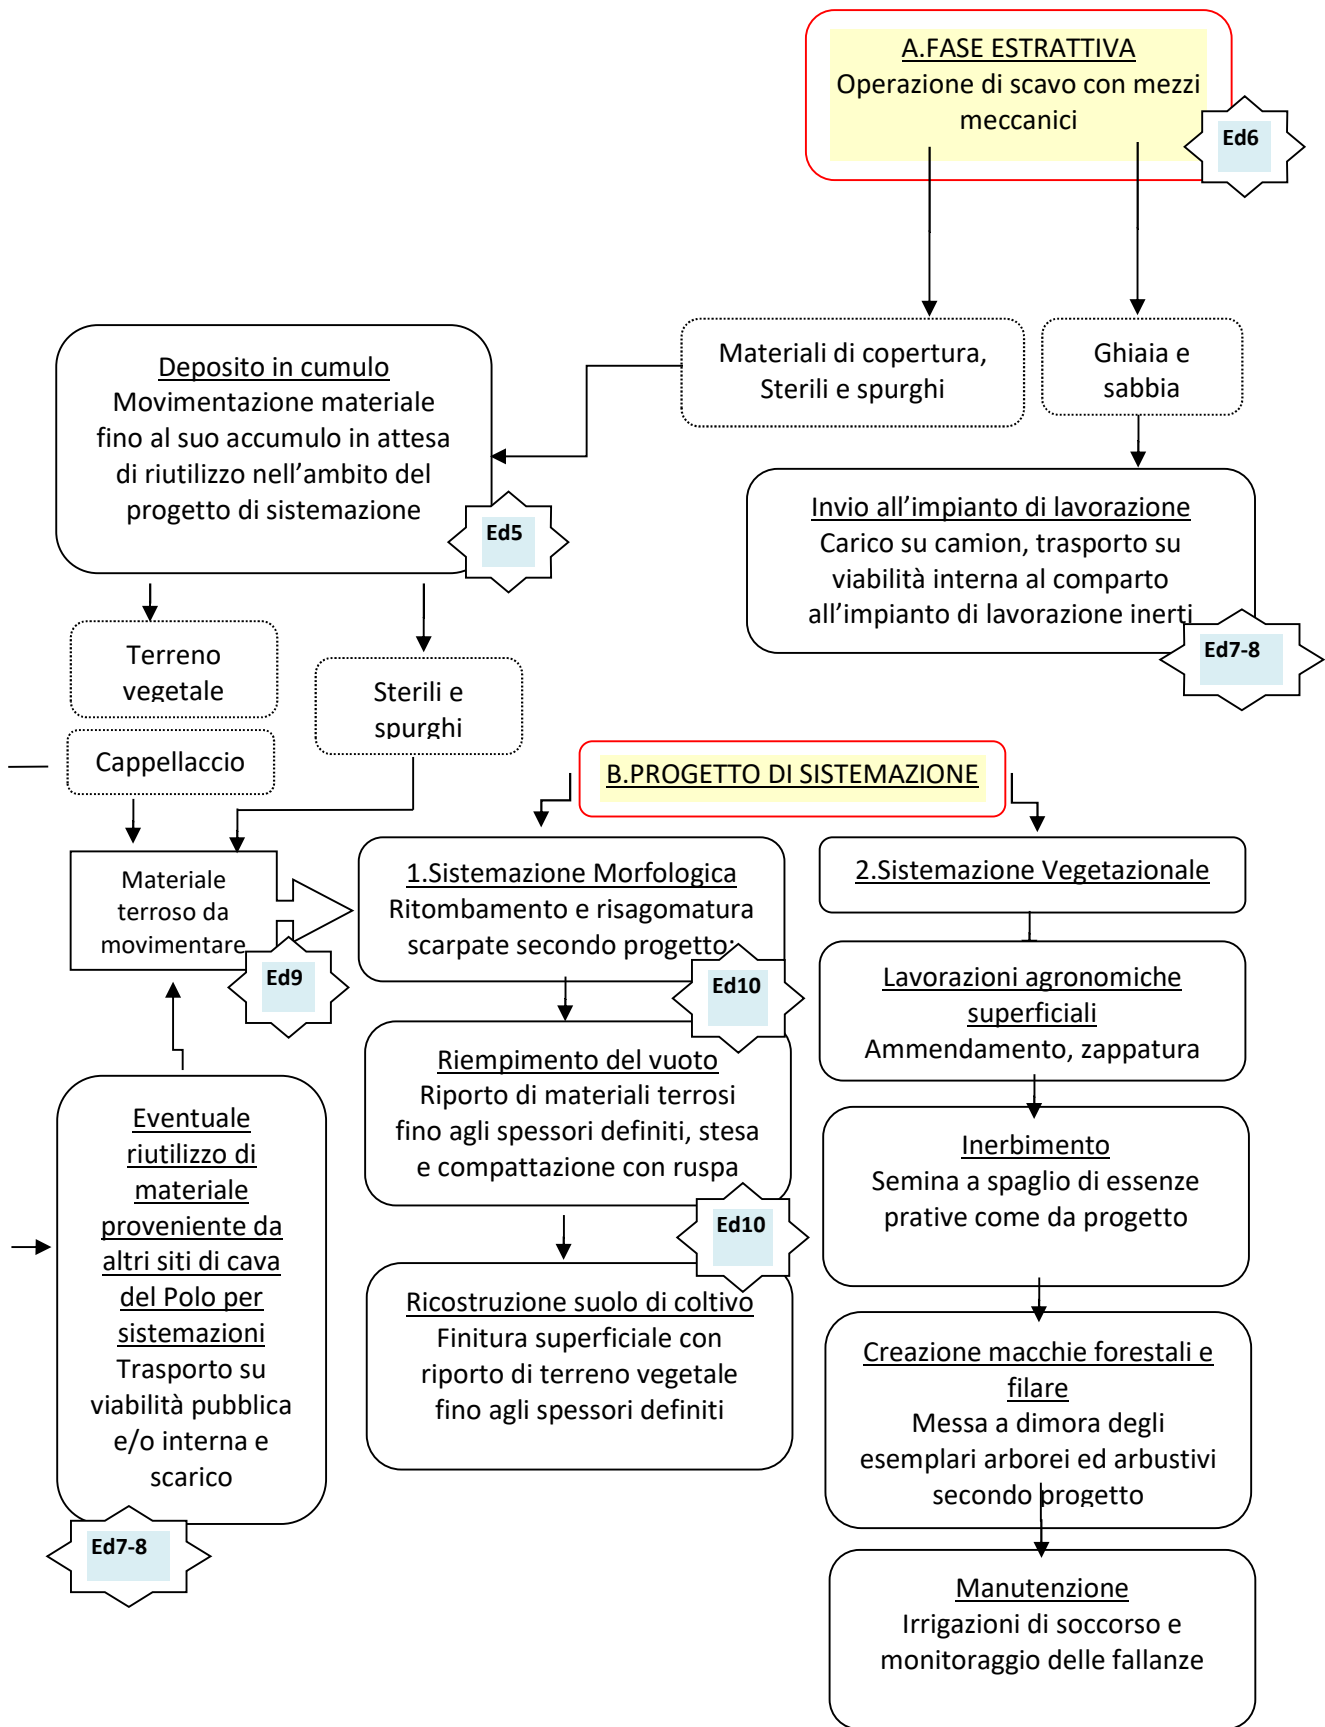 A.FASE ESTRATTIVA
Operazione di scavo con mezzi
meccanici
Ed6
Materiali di copertura,
Sterili e spurghi
Ghiaia e
sabbia
Deposito in cumulo
Movimentazione materiale
fino al suo accumulo in attesa
di riutilizzo nell’ambito del
progetto di sistemazione
Ed5
Invio all’impianto di lavorazione
Carico su camion, trasporto su
viabilità interna al comparto
all’impianto di lavorazione inerti
Ed7-8
Terreno
vegetale
Sterili e
spurghi
Cappellaccio
B.PROGETTO DI SISTEMAZIONE
Materiale
terroso da
movimentare
Ed9
1.Sistemazione Morfologica
Ritombamento e risagomatura
scarpate secondo progetto:
Ed10
2.Sistemazione Vegetazionale
Lavorazioni agronomiche
superficiali
Ammendamento, zappatura
Riempimento del vuoto
Riporto di materiali terrosi
fino agli spessori definiti, stesa
e compattazione con ruspa
Ed10
Inerbimento
Semina a spaglio di essenze
prative come da progetto
Eventuale
riutilizzo di
materiale
proveniente da
altri siti di cava
del Polo per
sistemazioni
Trasporto su
viabilità pubblica
e/o interna e
scarico
Ed7-8
Ricostruzione suolo di coltivo
Finitura superficiale con
riporto di terreno vegetale
fino agli spessori definiti
Creazione macchie forestali e
filare
Messa a dimora degli
esemplari arborei ed arbustivi
secondo progetto
Manutenzione
Irrigazioni di soccorso e
monitoraggio delle fallanze